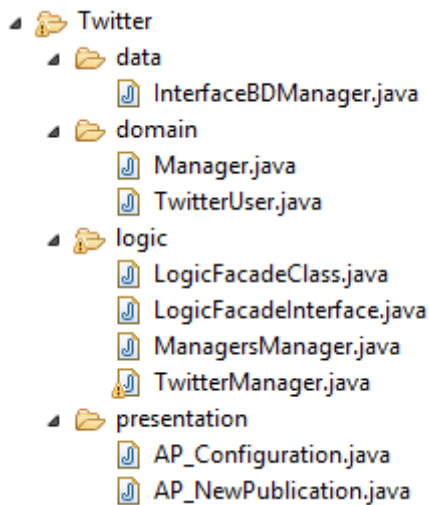 Twitter
data
InterfaceBDManager.java
domain
Manager.java
TwitterUser.java
logic
LogicFacadeClass.java
LogicFacadeInterface.java
ManagersManager.java
TwitterManager.java
presentation
AP_Configuration.java
AP_NewPublication.java